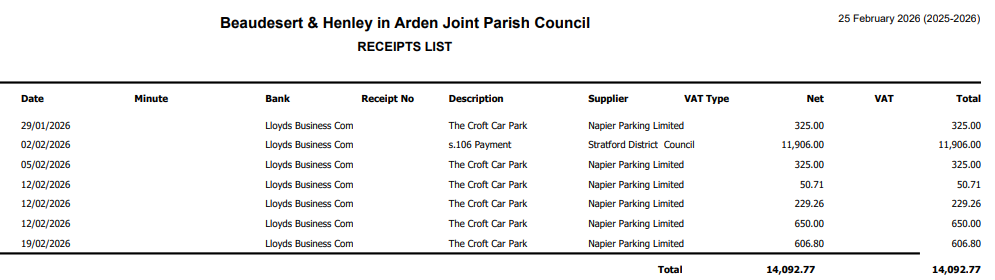 Beaudesert & Henley in Arden Joint Parish Council 25 February 2026 (2025-2026)
RECEIPTS LIST
Date Minute Bank Receipt No Description Supplier VAT Type Net VAT Total
29/01/2026 Lloyds Business Com The Croft Car Park Napier Parking Limited 325.00 325.00
02/02/2026 Lloyds Business Com s.106 Payment Stratford District Council 11,906.00 11,906.00
05/02/2026 Lloyds Business Com The Croft Car Park Napier Parking Limited 325.00 325.00
12/02/2026 Lloyds Business Com The Croft Car Park Napier Parking Limited 50.71 50.71
12/02/2026 Lloyds Business Com The Croft Car Park Napier Parking Limited 229.26 229.26
12/02/2026 Lloyds Business Com The Croft Car Park Napier Parking Limited 650.00 650.00
19/02/2026 Lloyds Business Com The Croft Car Park Napier Parking Limited 606.80 606.80
Total 14,092.77 14,092.77